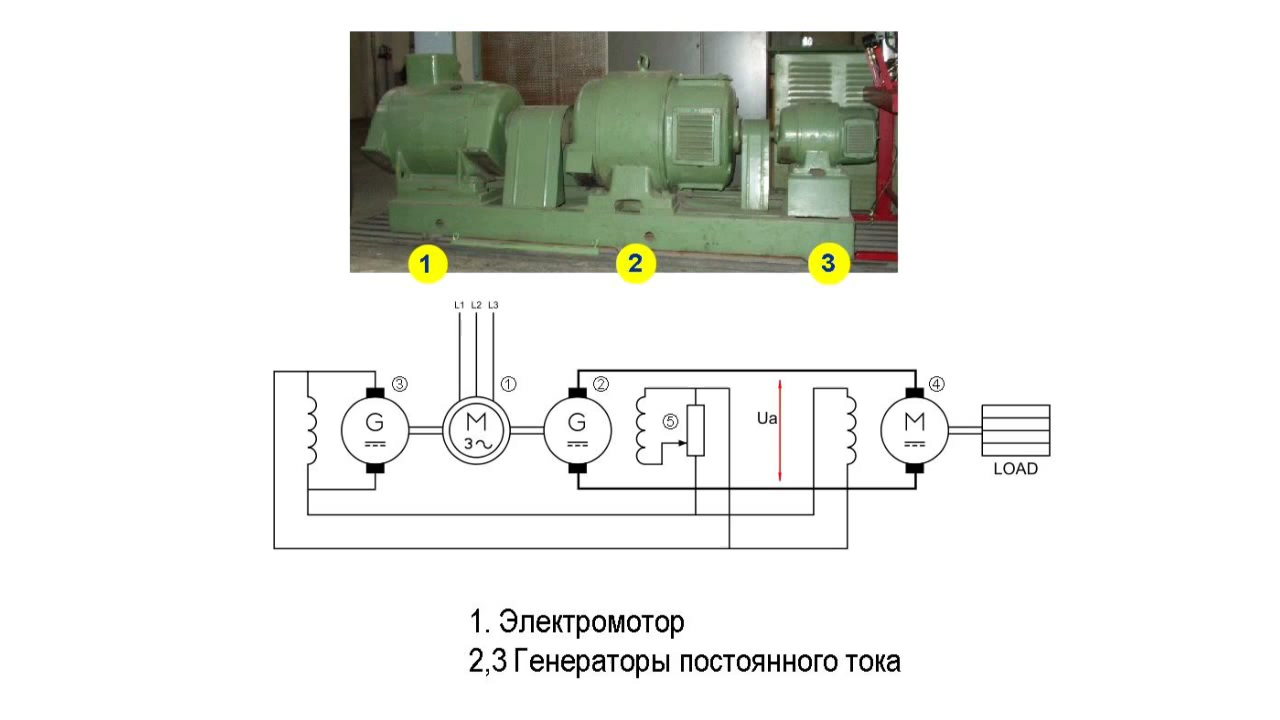 1 2 3
L1 L2 L3
③ ① ② ④
G M G ⑤ Ua M
3~
LOAD
1. Электромотор
2,3 Генераторы постоянного тока